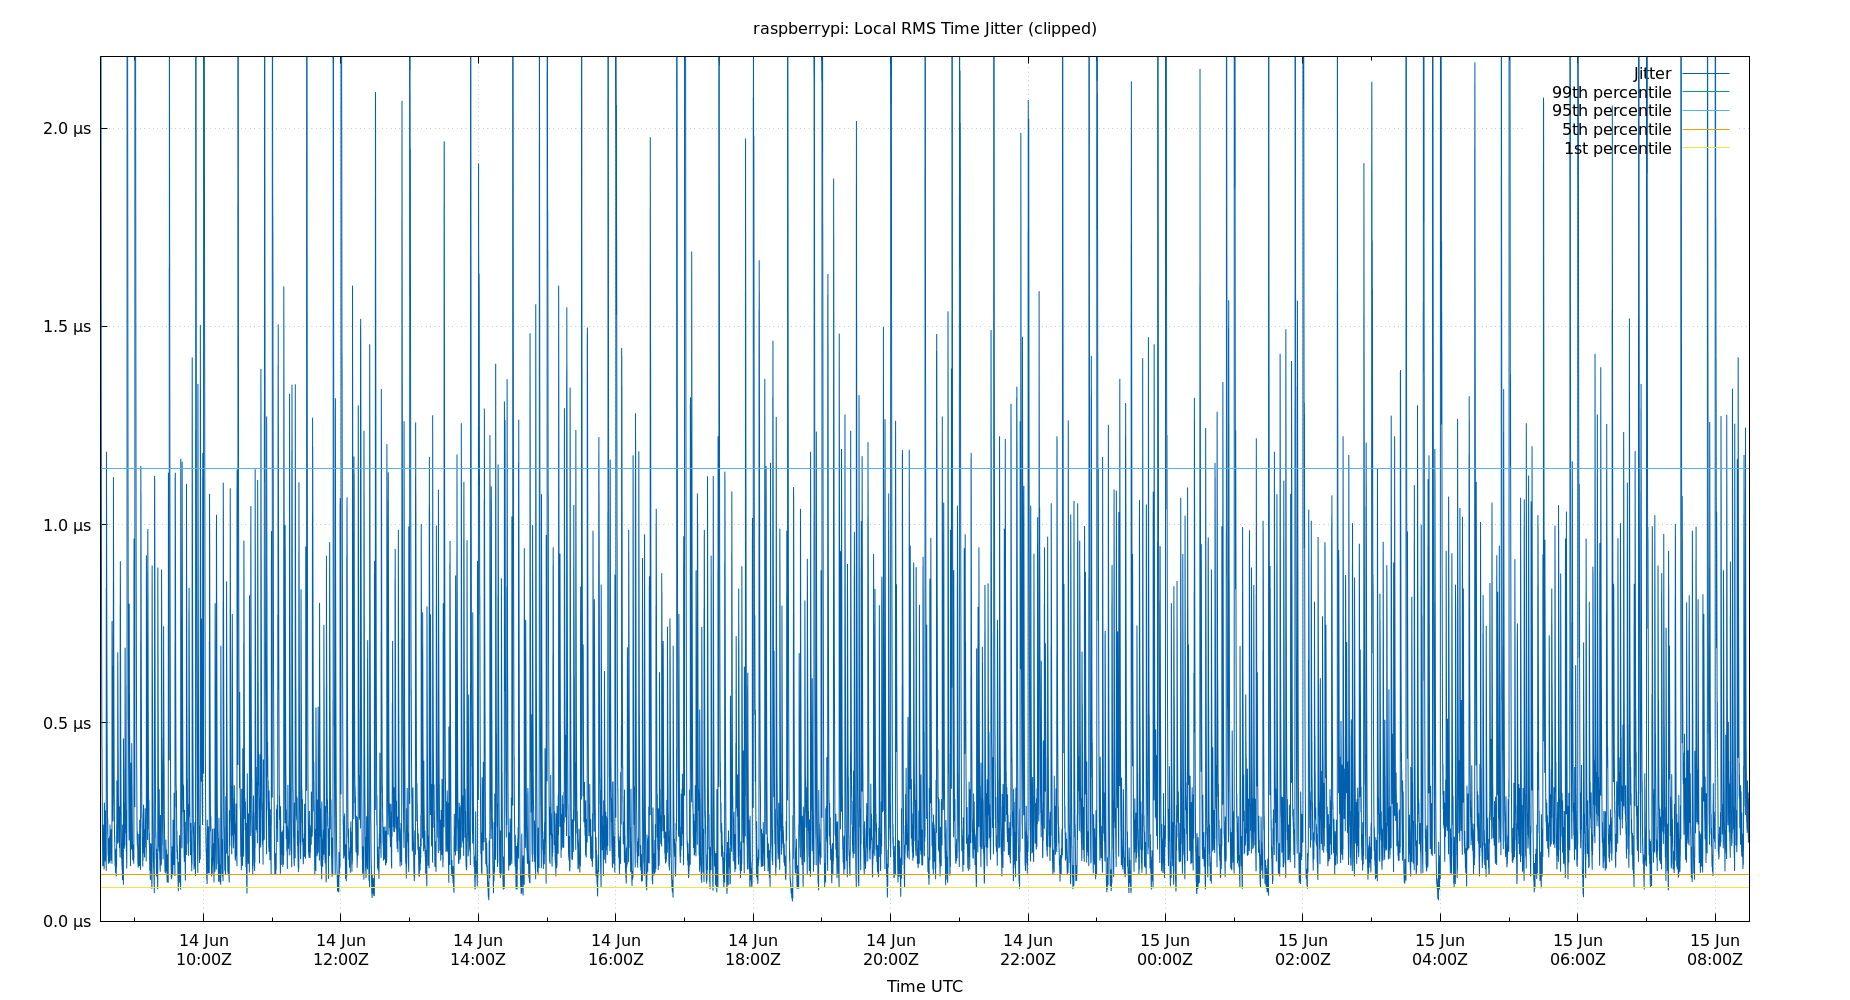 raspberrypi: Local RMS Time Jitter (clipped)
Jitter
99th percentile
95th percentile
5th percentile
1st percentile
2.0 µs
1.5 µs
1.0 µs
0.5 µs
0.0 µs
14 Jun 14 Jun 14 Jun 14 Jun 14 Jun 14 Jun 14 Jun 15 Jun 15 Jun 15 Jun 15 Jun 15 Jun
10:00Z 12:00Z 14:00Z 16:00Z 18:00Z 20:00Z 22:00Z 00:00Z 02:00Z 04:00Z 06:00Z 08:00Z
Time UTC